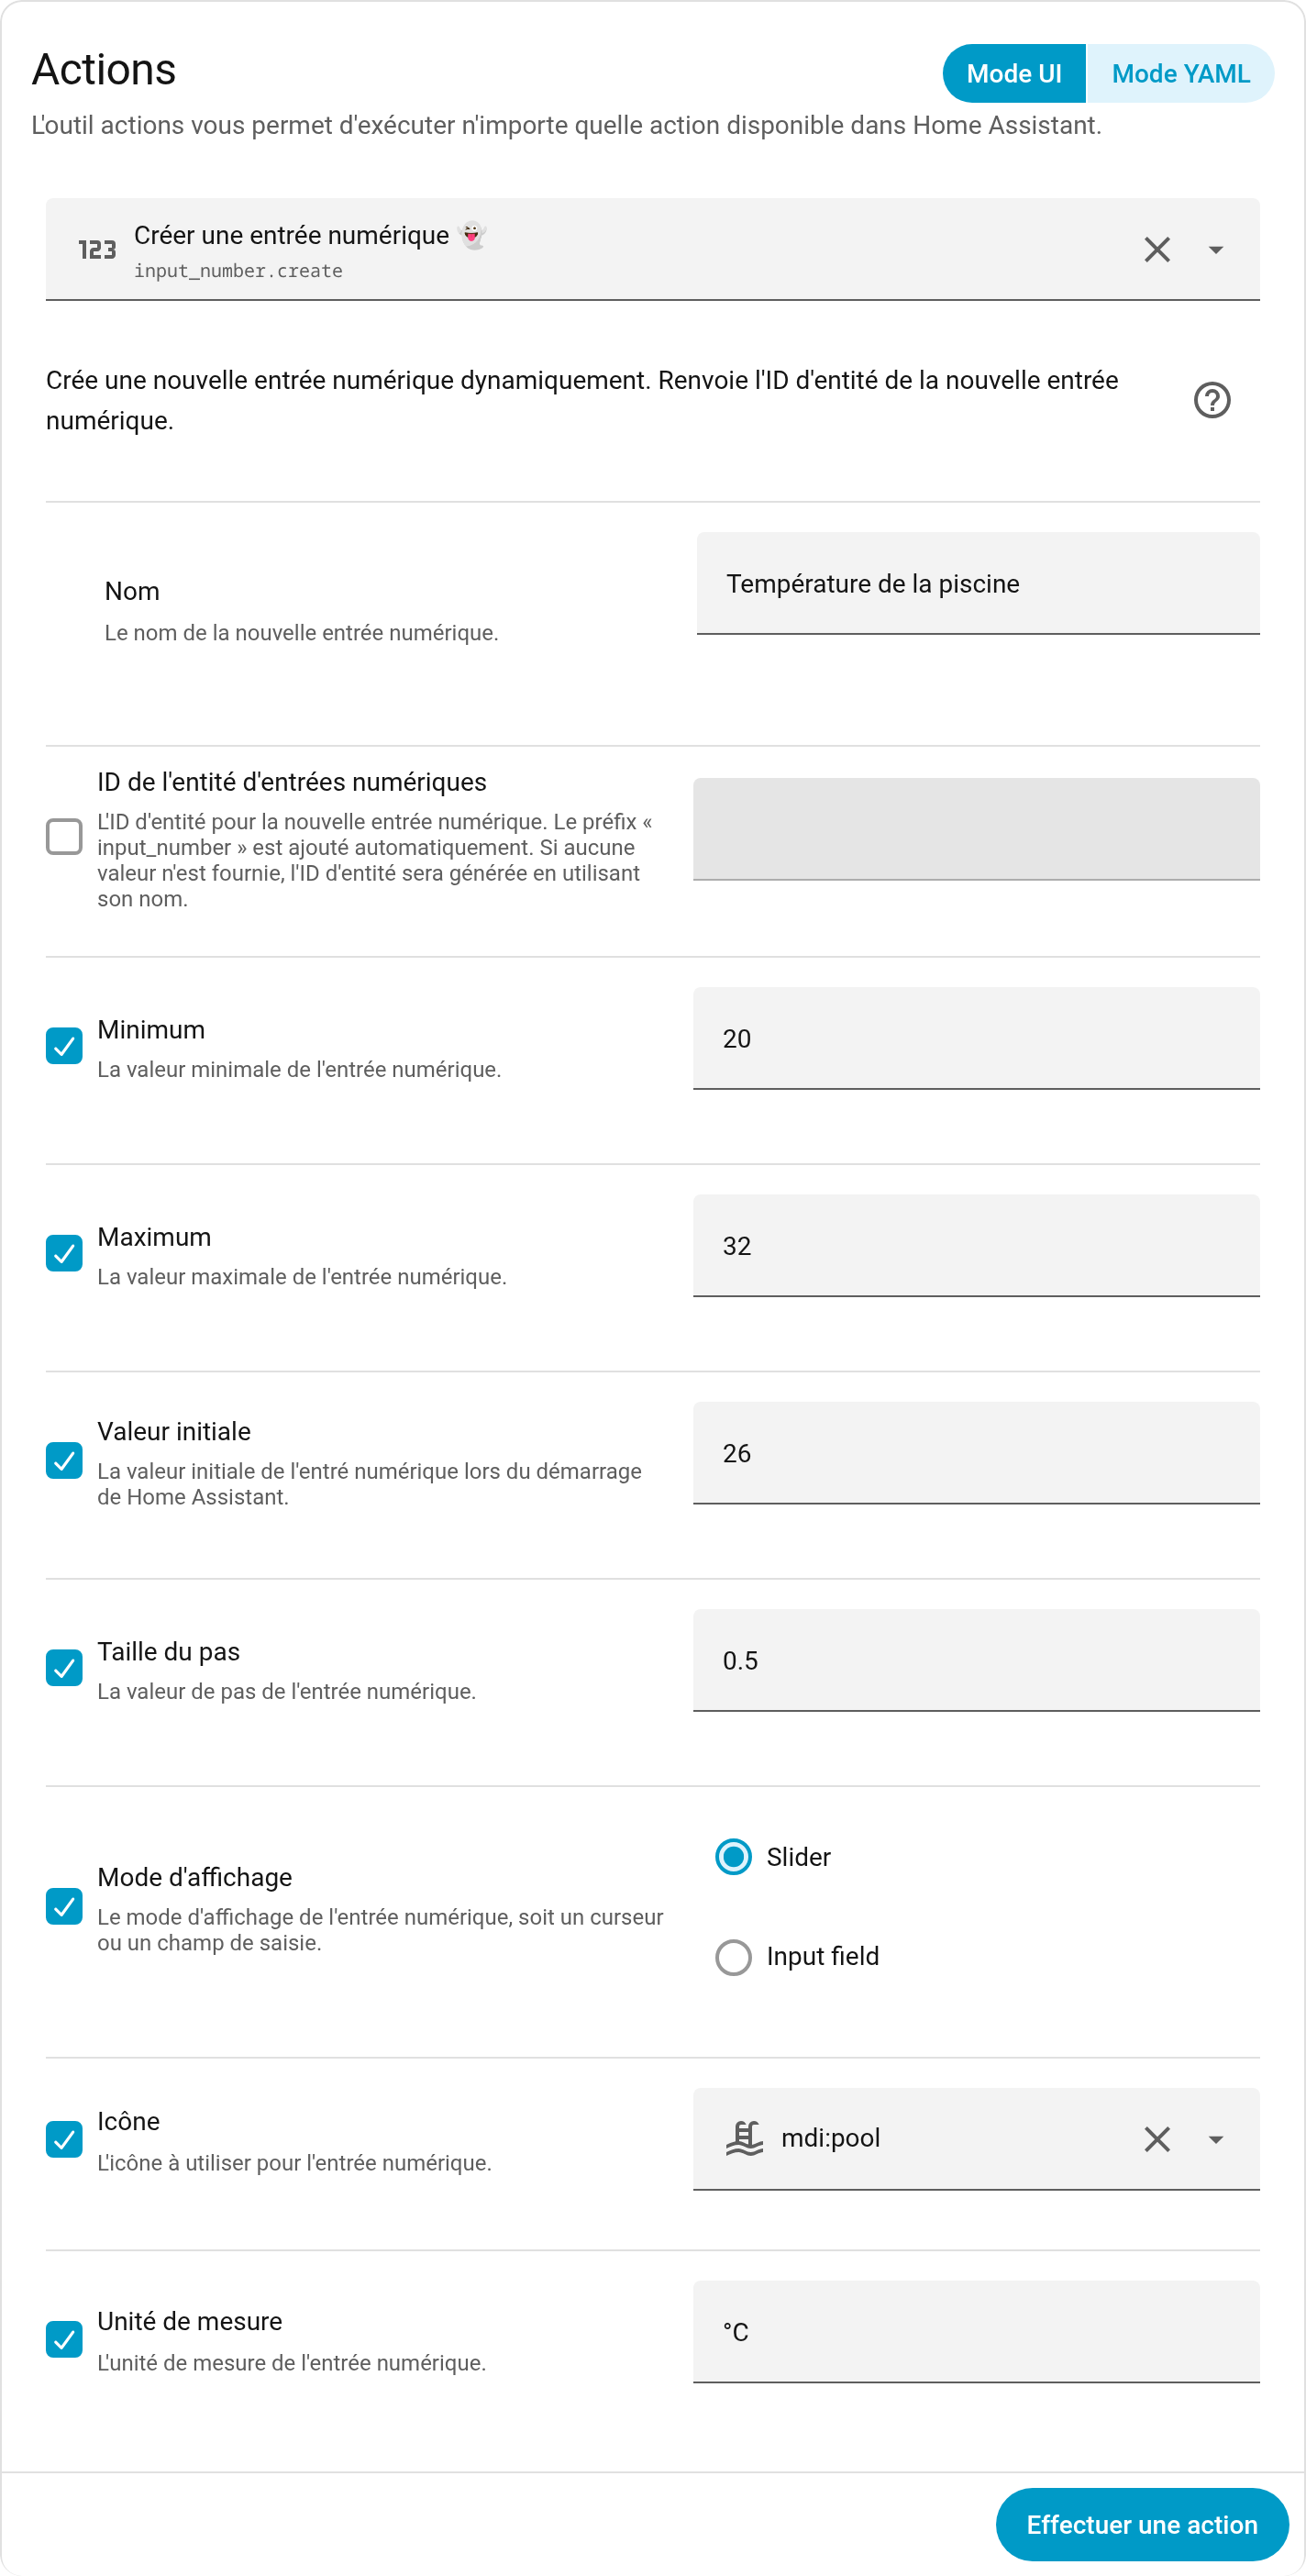 Actions
Mode UI
Mode YAML
L'outil actions vous permet d'exécuter n'importe quelle action disponible dans Home Assistant.
123
Créer une entrée numérique 👻
input_number.create
Crée une nouvelle entrée numérique dynamiquement. Renvoie l'ID d'entité de la nouvelle entrée
numérique.
Nom
Le nom de la nouvelle entrée numérique.
Température de la piscine
ID de l'entité d'entrées numériques
L'ID d'entité pour la nouvelle entrée numérique. Le préfix «
input_number » est ajouté automatiquement. Si aucune
valeur n'est fournie, l'ID d'entité sera générée en utilisant
son nom.
Minimum
La valeur minimale de l'entrée numérique.
20
Maximum
La valeur maximale de l'entrée numérique.
32
Valeur initiale
La valeur initiale de l'entré numérique lors du démarrage
de Home Assistant.
26
Taille du pas
La valeur de pas de l'entrée numérique.
0.5
Mode d'affichage
Le mode d'affichage de l'entrée numérique, soit un curseur
ou un champ de saisie.
Slider
Input field
Icône
L'icône à utiliser pour l'entrée numérique.
mdi:pool
Unité de mesure
L'unité de mesure de l'entrée numérique.
°C
Effectuer une action